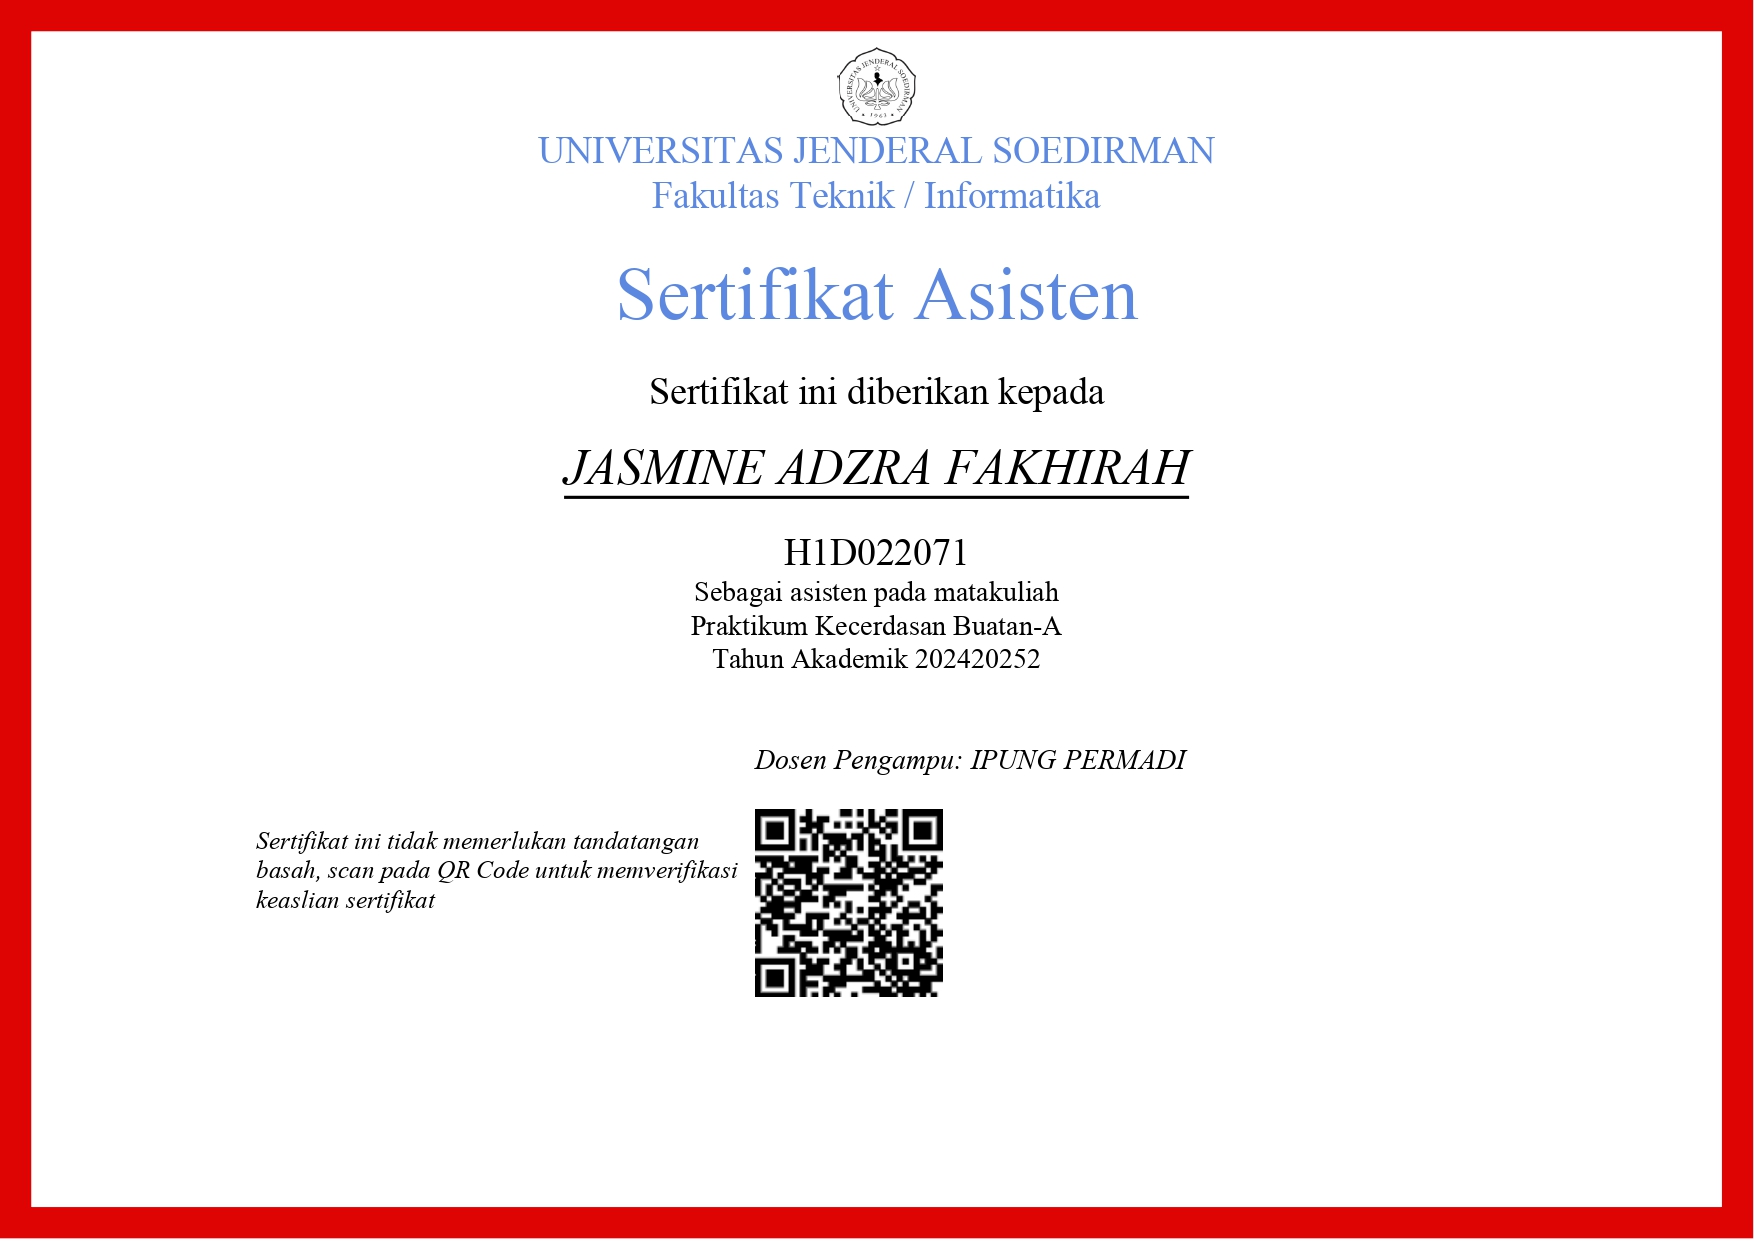 UNIVERSITAS JENDERAL SOEDIRMAN
1963
UNIVERSITAS JENDERAL SOEDIRMAN
Fakultas Teknik / Informatika
Sertifikat Asisten
Sertifikat ini diberikan kepada
JASMINE ADZRA FAKHIRAH
H1D022071
Sebagai asisten pada matakuliah
Praktikum Kecerdasan Buatan-A
Tahun Akademik 202420252
Dosen Pengampu: IPUNG PERMADI
Sertifikat ini tidak memerlukan tandatangan
basah, scan pada QR Code untuk memverifikasi
keaslian sertifikat